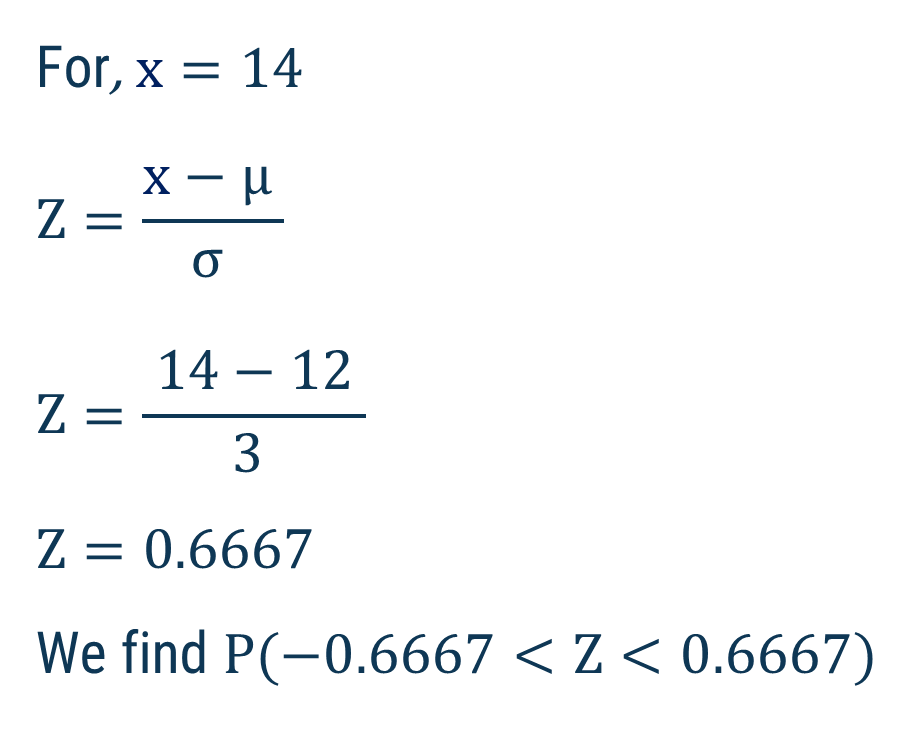 For, x = 14
Z = (x − μ) / σ
Z = (14 − 12) / 3
Z = 0.6667
We find P(−0.6667 < Z < 0.6667)